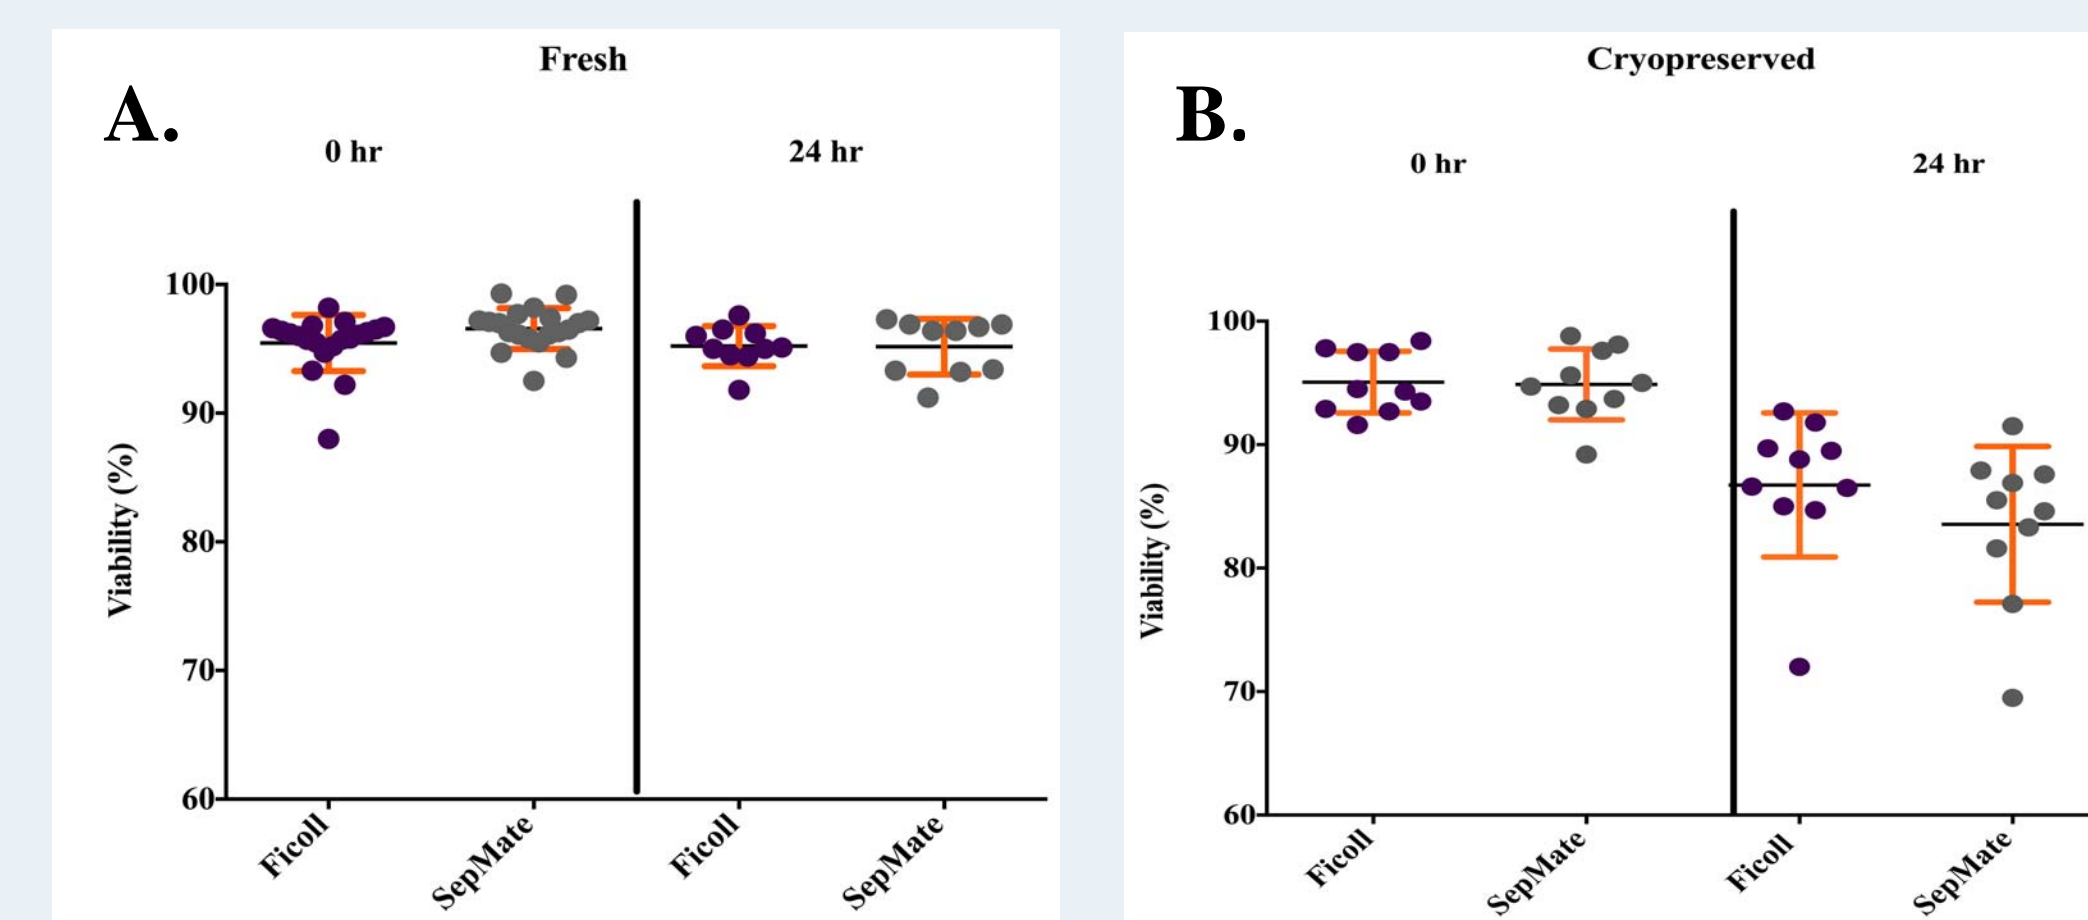 Fresh
A.
0 hr
24 hr
100
90
80
70
60
Viability (%)
Ficoll
SepMate
Ficoll
SepMate
Cryopreserved
B.
0 hr
24 hr
100
90
80
70
60
Viability (%)
Ficoll
SepMate
Ficoll
SepMate